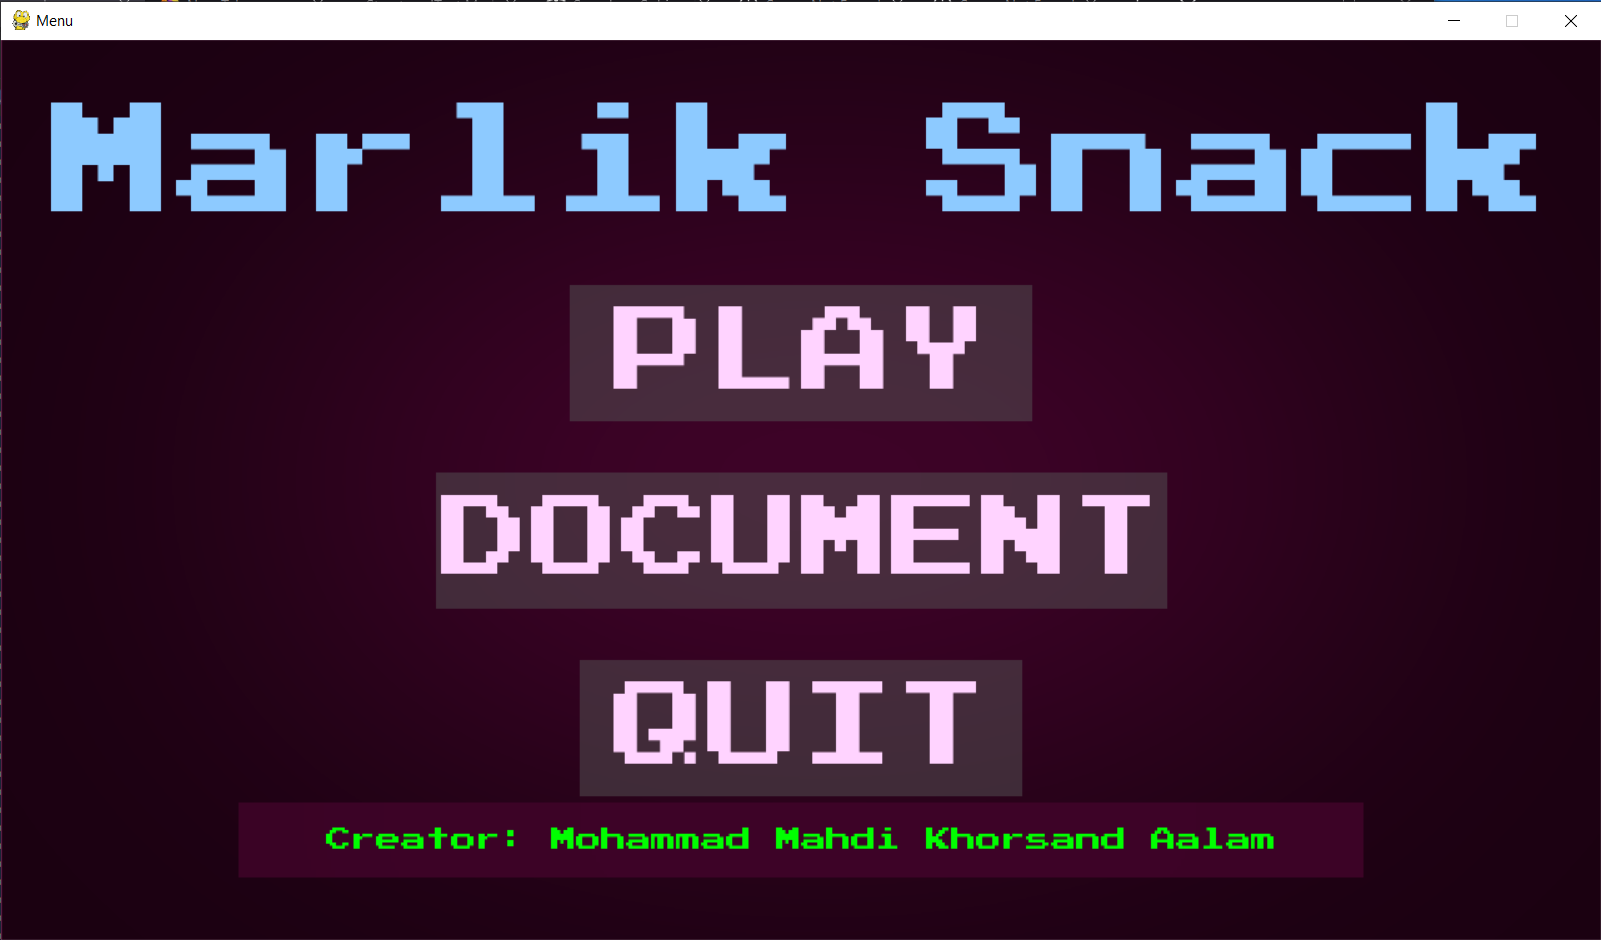 Menu
Marlik Snack
PLAY
DOCUMENT
QUIT
Creator: Mohammad Mahdi Khorsand Aalam